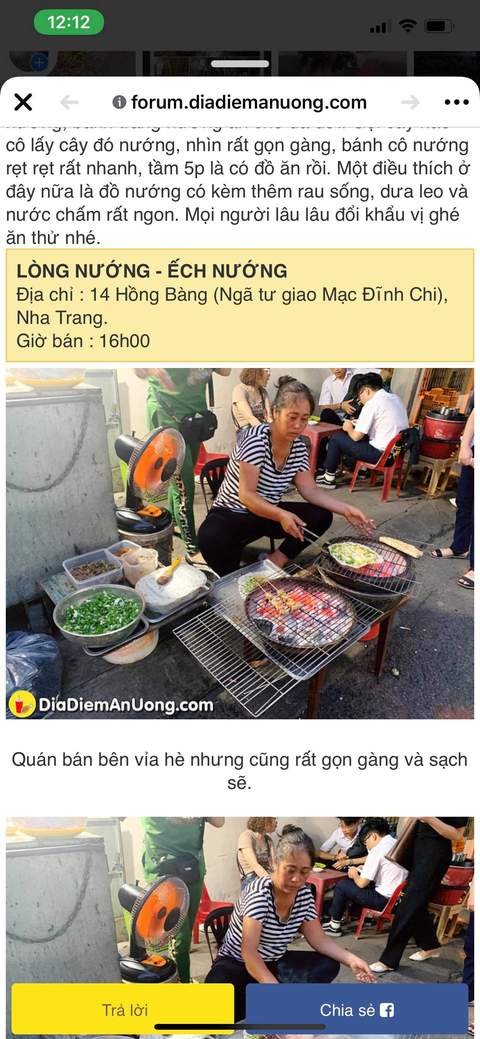 12:12
forum.diadiemanuong.com
cô lấy cây đó nướng, nhìn rất gọn gàng, bánh cô nướng
rẹt rẹt rất nhanh, tầm 5p là có đồ ăn rồi. Một điều thích ở
đây nữa là đồ nướng có kèm thêm rau sống, dưa leo và
nước chấm rất ngon. Mọi người lâu lâu đổi khẩu vị ghé
ăn thử nhé.
LÒNG NƯỚNG - ẾCH NƯỚNG
Địa chỉ : 14 Hồng Bàng (Ngã tư giao Mạc Đĩnh Chi),
Nha Trang.
Giờ bán : 16h00
DiaDiemAnUong.com
Quán bán bên vỉa hè nhưng cũng rất gọn gàng và sạch
sẽ.
Trả lời
Chia sẻ